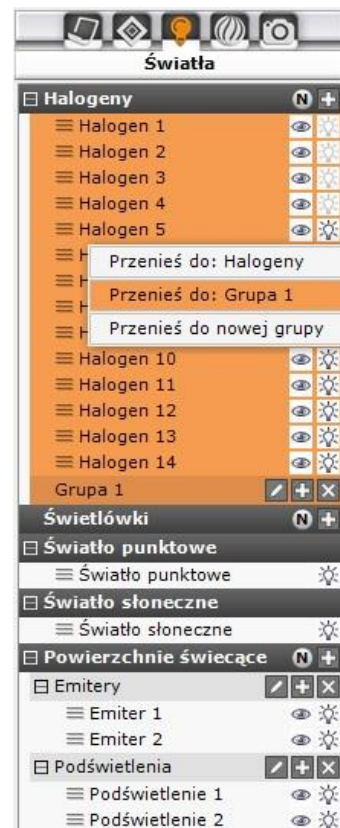 Światła
Halogeny N
Halogen 1
Halogen 2
Halogen 3
Halogen 4
Halogen 5
H
Przenieś do: Halogeny
H
Przenieś do: Grupa 1
H
H
Przenieś do nowej grupy
Halogen 10
Halogen 11
Halogen 12
Halogen 13
Halogen 14
Grupa 1
Świetlówki N
Światło punktowe
Światło punktowe
Światło słoneczne
Światło słoneczne
Powierzchnie świecące N
Emitery
Emiter 1
Emiter 2
Podświetlenia
Podświetlenie 1
Podświetlenie 2